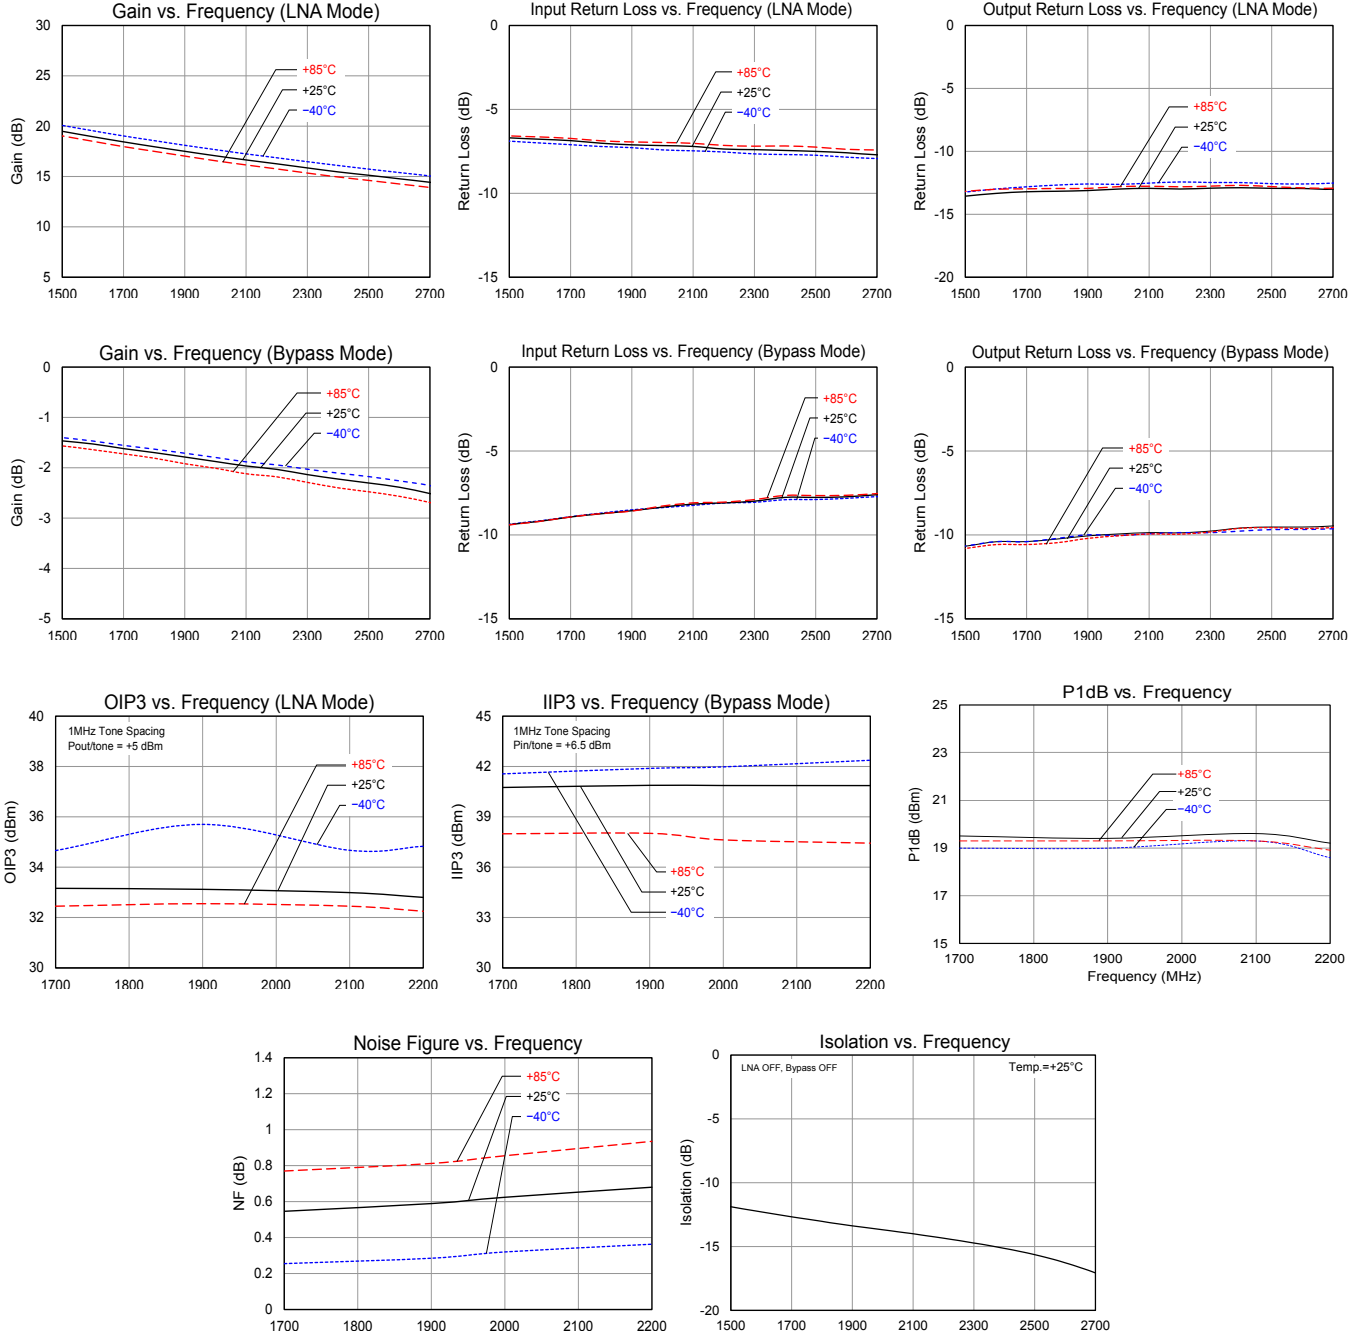 Gain vs. Frequency (LNA Mode)
30
25
20
15
10
5
Gain (dB)
+85°C
+25°C
−40°C
1500 1700 1900 2100 2300 2500 2700
Input Return Loss vs. Frequency (LNA Mode)
0
-5
-10
-15
Return Loss (dB)
+85°C
+25°C
−40°C
1500 1700 1900 2100 2300 2500 2700
Output Return Loss vs. Frequency (LNA Mode)
0
-5
-10
-15
-20
Return Loss (dB)
+85°C
+25°C
−40°C
1500 1700 1900 2100 2300 2500 2700
Gain vs. Frequency (Bypass Mode)
0
-1
-2
-3
-4
-5
Gain (dB)
+85°C
+25°C
−40°C
1500 1700 1900 2100 2300 2500 2700
Input Return Loss vs. Frequency (Bypass Mode)
0
-5
-10
-15
Return Loss (dB)
+85°C
+25°C
−40°C
1500 1700 1900 2100 2300 2500 2700
Output Return Loss vs. Frequency (Bypass Mode)
0
-5
-10
-15
Return Loss (dB)
+85°C
+25°C
−40°C
1500 1700 1900 2100 2300 2500 2700
OIP3 vs. Frequency (LNA Mode)
40
38
36
34
32
30
OIP3 (dBm)
1MHz Tone Spacing
Pout/tone = +5 dBm
+85°C
+25°C
−40°C
1700 1800 1900 2000 2100 2200
IIP3 vs. Frequency (Bypass Mode)
45
42
39
36
33
30
IIP3 (dBm)
1MHz Tone Spacing
Pin/tone = +6.5 dBm
+85°C
+25°C
−40°C
1700 1800 1900 2000 2100 2200
P1dB vs. Frequency
25
23
21
19
17
15
P1dB (dBm)
+85°C
+25°C
−40°C
1700 1800 1900 2000 2100 2200
Frequency (MHz)
Noise Figure vs. Frequency
1.4
1.2
1
0.8
0.6
0.4
0.2
0
NF (dB)
+85°C
+25°C
−40°C
1700 1800 1900 2000 2100 2200
Isolation vs. Frequency
0
-5
-10
-15
-20
Isolation (dB)
LNA OFF, Bypass OFF
Temp.=+25°C
1500 1700 1900 2100 2300 2500 2700